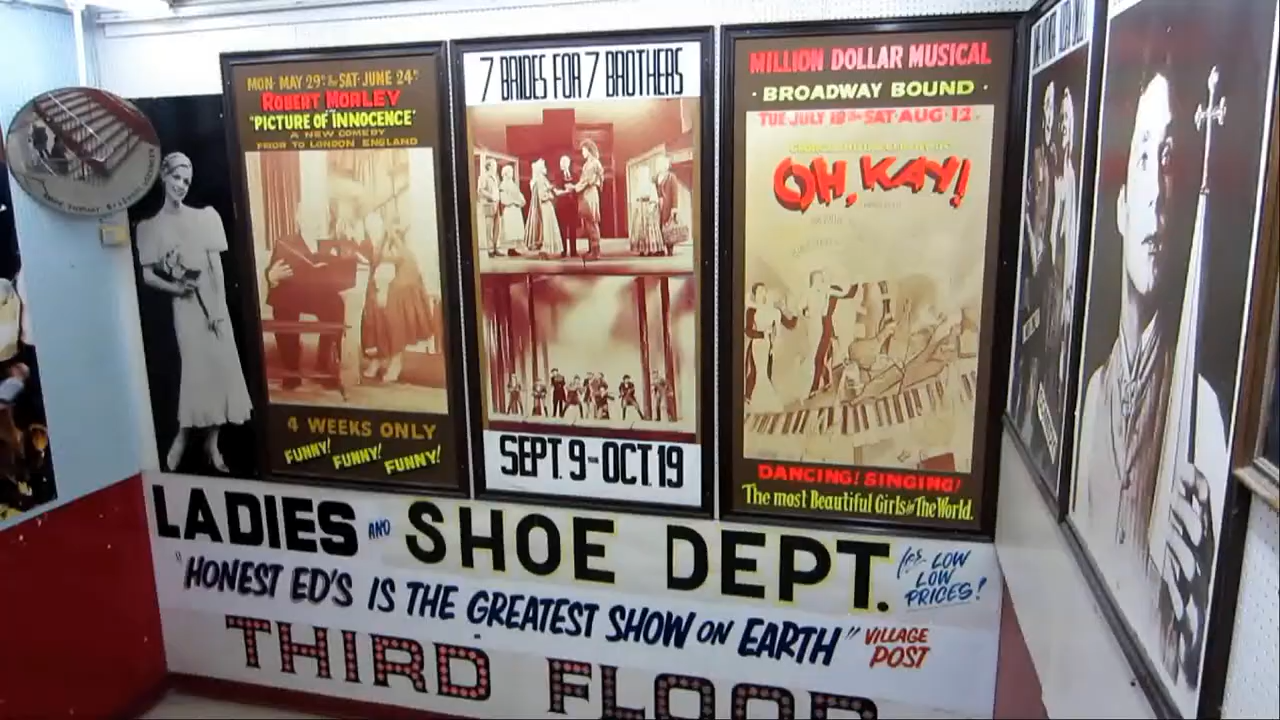 MON·MAY 29TH To SAT·JUNE 24TH
ROBERT MORLEY
"PICTURE OF INNOCENCE"
A NEW COMEDY
PRIOR TO LONDON ENGLAND
4 WEEKS ONLY
FUNNY! FUNNY! FUNNY!
7 BRIDES FOR 7 BROTHERS
SEPT. 9-OCT.19
MILLION DOLLAR MUSICAL
· BROADWAY BOUND ·
TUE JULY 18 SAT·AUG·12
OH, KAY!
DANCING! SINGING!
The most Beautiful Girls in The World.
LADIES AND SHOE DEPT.
LOW
LOW
PRICES!
"HONEST ED'S IS THE GREATEST SHOW ON EARTH"
VILLAGE
POST
THIRD FLOOR